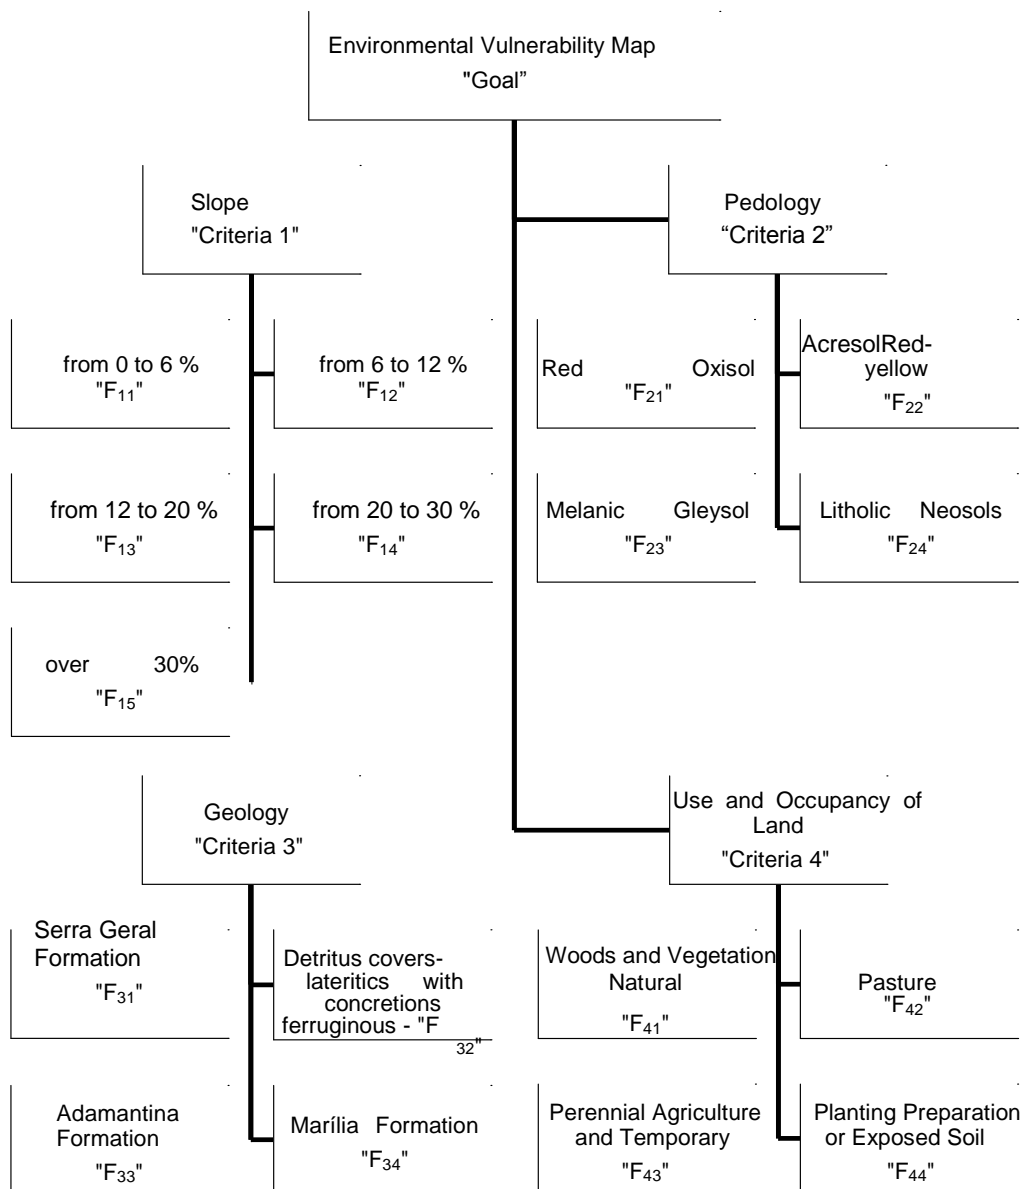 Environmental Vulnerability Map
"Goal”
Slope
"Criteria 1"
Pedology
“Criteria 2”
from 0 to 6 %
"F₁₁"
from 6 to 12 %
"F₁₂"
Red Oxisol
"F₂₁"
AcresolRed-
yellow
"F₂₂"
from 12 to 20 %
"F₁₃"
from 20 to 30 %
"F₁₄"
Melanic Gleysol
"F₂₃"
Litholic Neosols
"F₂₄"
over 30%
"F₁₅"
Geology
"Criteria 3"
Use and Occupancy of
Land
"Criteria 4"
Serra Geral
Formation
"F₃₁"
Detritus covers-
lateritics with
concretions
ferruginous - "F
₃₂"
Woods and Vegetation
Natural
"F₄₁"
Pasture
"F₄₂"
Adamantina
Formation
"F₃₃"
Marília Formation
"F₃₄"
Perennial Agriculture
and Temporary
"F₄₃"
Planting Preparation
or Exposed Soil
"F₄₄"